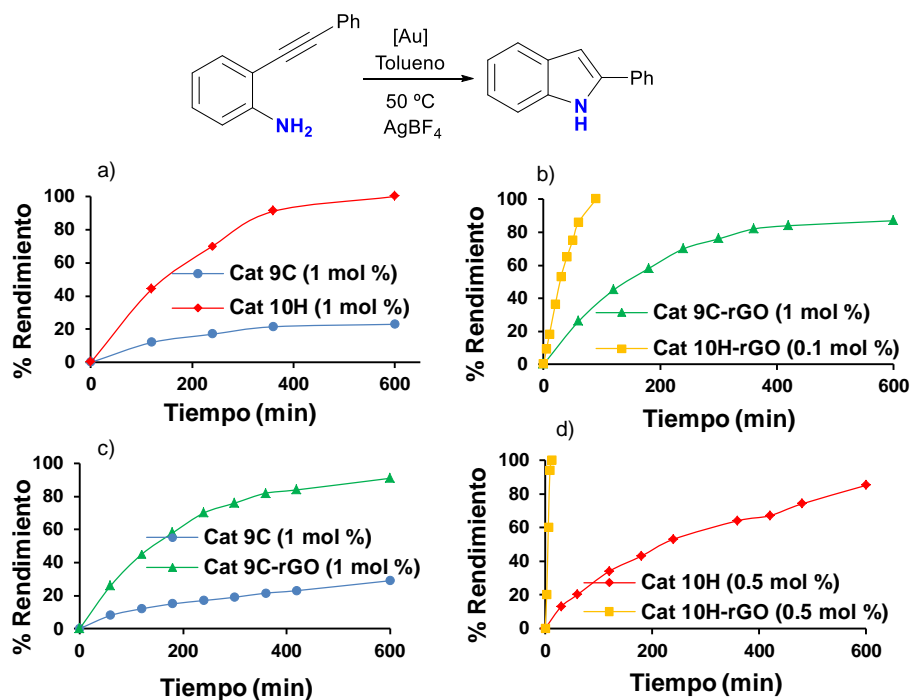 Ph
[Au]
Tolueno
50 ºC
AgBF4
NH2
Ph
N
H
a)
% Rendimiento
100
80
60
40
20
0
Cat 9C (1 mol %)
Cat 10H (1 mol %)
0 200 400 600
Tiempo (min)
b)
% Rendimiento
100
80
60
40
20
0
Cat 9C-rGO (1 mol %)
Cat 10H-rGO (0.1 mol %)
0 200 400 600
Tiempo (min)
c)
% Rendimiento
100
80
60
40
20
0
Cat 9C (1 mol %)
Cat 9C-rGO (1 mol %)
0 200 400 600
Tiempo (min)
d)
% Rendimiento
100
80
60
40
20
0
Cat 10H (0.5 mol %)
Cat 10H-rGO (0.5 mol %)
0 200 400 600
Tiempo (min)